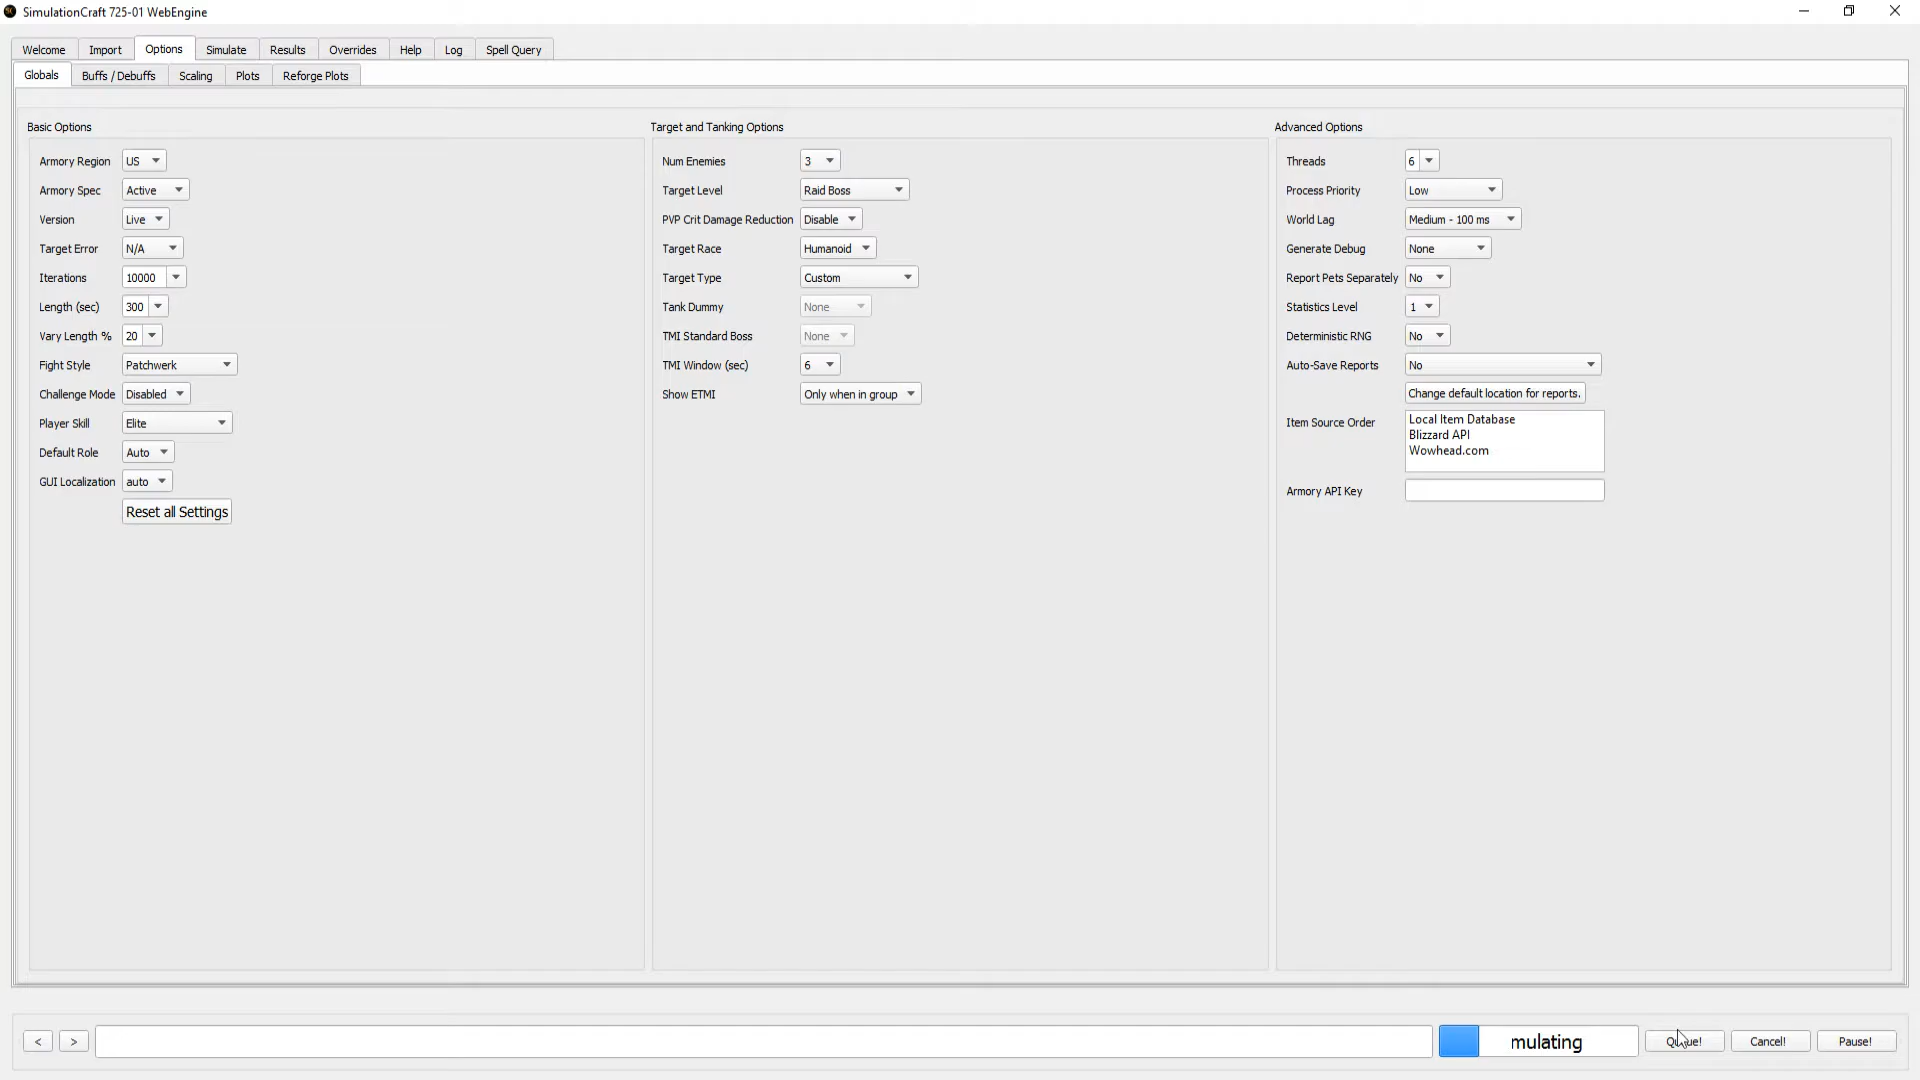 SimulationCraft 725-01 WebEngine
Welcome Import Options Simulate Results Overrides Help Log Spell Query
Globals Buffs / Debuffs Scaling Plots Reforge Plots
Basic Options
Armory Region US
Armory Spec Active
Version Live
Target Error N/A
Iterations 10000
Length (sec) 300
Vary Length % 20
Fight Style Patchwerk
Challenge Mode Disabled
Player Skill Elite
Default Role Auto
GUI Localization auto
Reset all Settings
Target and Tanking Options
Num Enemies 3
Target Level Raid Boss
PVP Crit Damage Reduction Disable
Target Race Humanoid
Target Type Custom
Tank Dummy None
TMI Standard Boss None
TMI Window (sec) 6
Show ETMI Only when in group
Advanced Options
Threads 6
Process Priority Low
World Lag Medium - 100 ms
Generate Debug None
Report Pets Separately No
Statistics Level 1
Deterministic RNG No
Auto-Save Reports No
Change default location for reports.
Item Source Order Local Item Database
Blizzard API
Wowhead.com
Armory API Key
< > mulating Queue! Cancel! Pause!